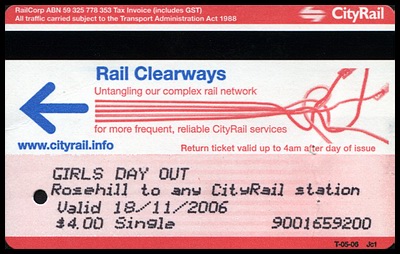 RailCorp ABN 59 325 778 353 Tax Invoice (includes GST)
All traffic carried subject to the Transport Administration Act 1988
CityRail
Rail Clearways
Untangling our complex rail network
for more frequent, reliable CityRail services
www.cityrail.info
Return ticket valid up to 4am after day of issue
GIRLS DAY OUT
Rosehill to any CityRail station
Valid 18/11/2006
$4.00 Single 9001659200
T-05-06 Jc1